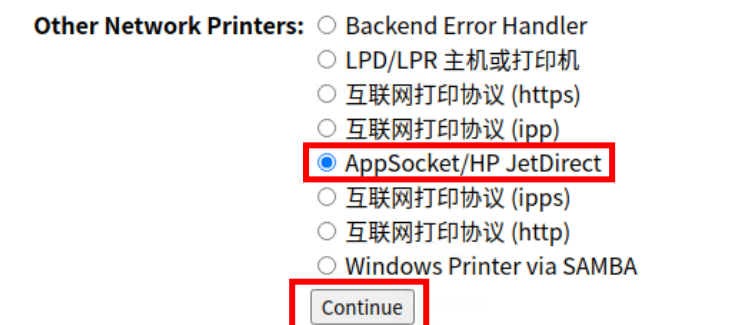 Other Network Printers: Backend Error Handler
LPD/LPR 主机或打印机
互联网打印协议 (https)
互联网打印协议 (ipp)
AppSocket/HP JetDirect
互联网打印协议 (ipps)
互联网打印协议 (http)
Windows Printer via SAMBA
Continue